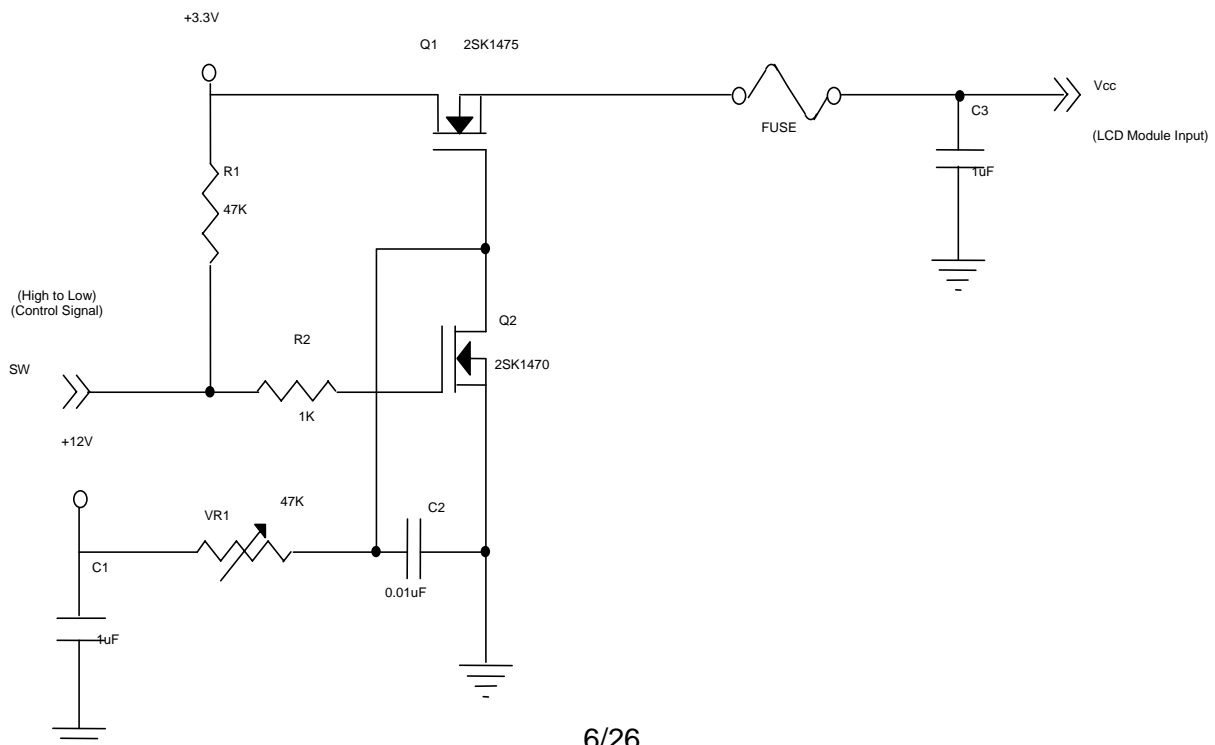 +3.3V
Q1 2SK1475
Vcc
FUSE
C3
(LCD Module Input)
1uF
R1
47K
(High to Low)
(Control Signal)
Q2
R2
2SK1470
SW
1K
+12V
47K
VR1
C2
C1
0.01uF
1uF
6/26